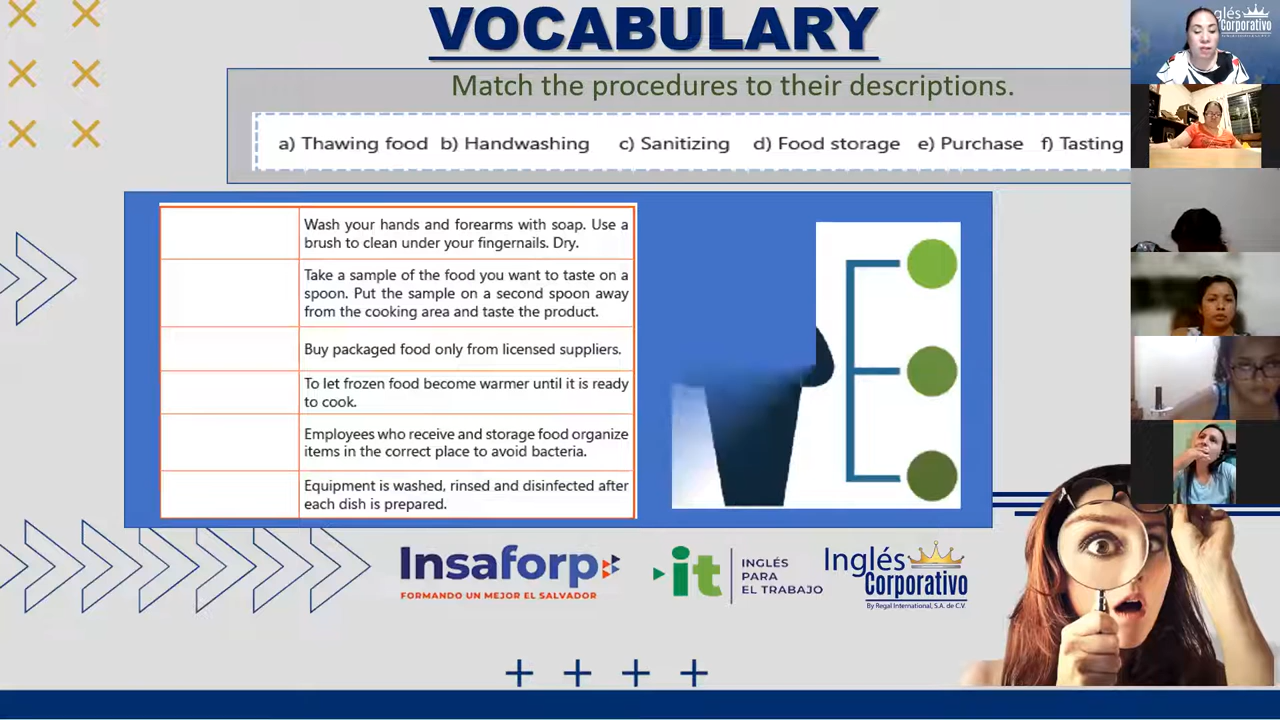 VOCABULARY
Match the procedures to their descriptions.
a) Thawing food b) Handwashing c) Sanitizing d) Food storage e) Purchase f) Tasting
Wash your hands and forearms with soap. Use a
brush to clean under your fingernails. Dry.
Take a sample of the food you want to taste on a
spoon. Put the sample on a second spoon away
from the cooking area and taste the product.
Buy packaged food only from licensed suppliers.
To let frozen food become warmer until it is ready
to cook.
Employees who receive and storage food organize
items in the correct place to avoid bacteria.
Equipment is washed, rinsed and disinfected after
each dish is prepared.
Insaforp
FORMANDO UN MEJOR EL SALVADOR
it
INGLÉS
PARA
EL TRABAJO
Inglés
Corporativo
By Regal International, S.A. de C.V.
glés
Corporativo